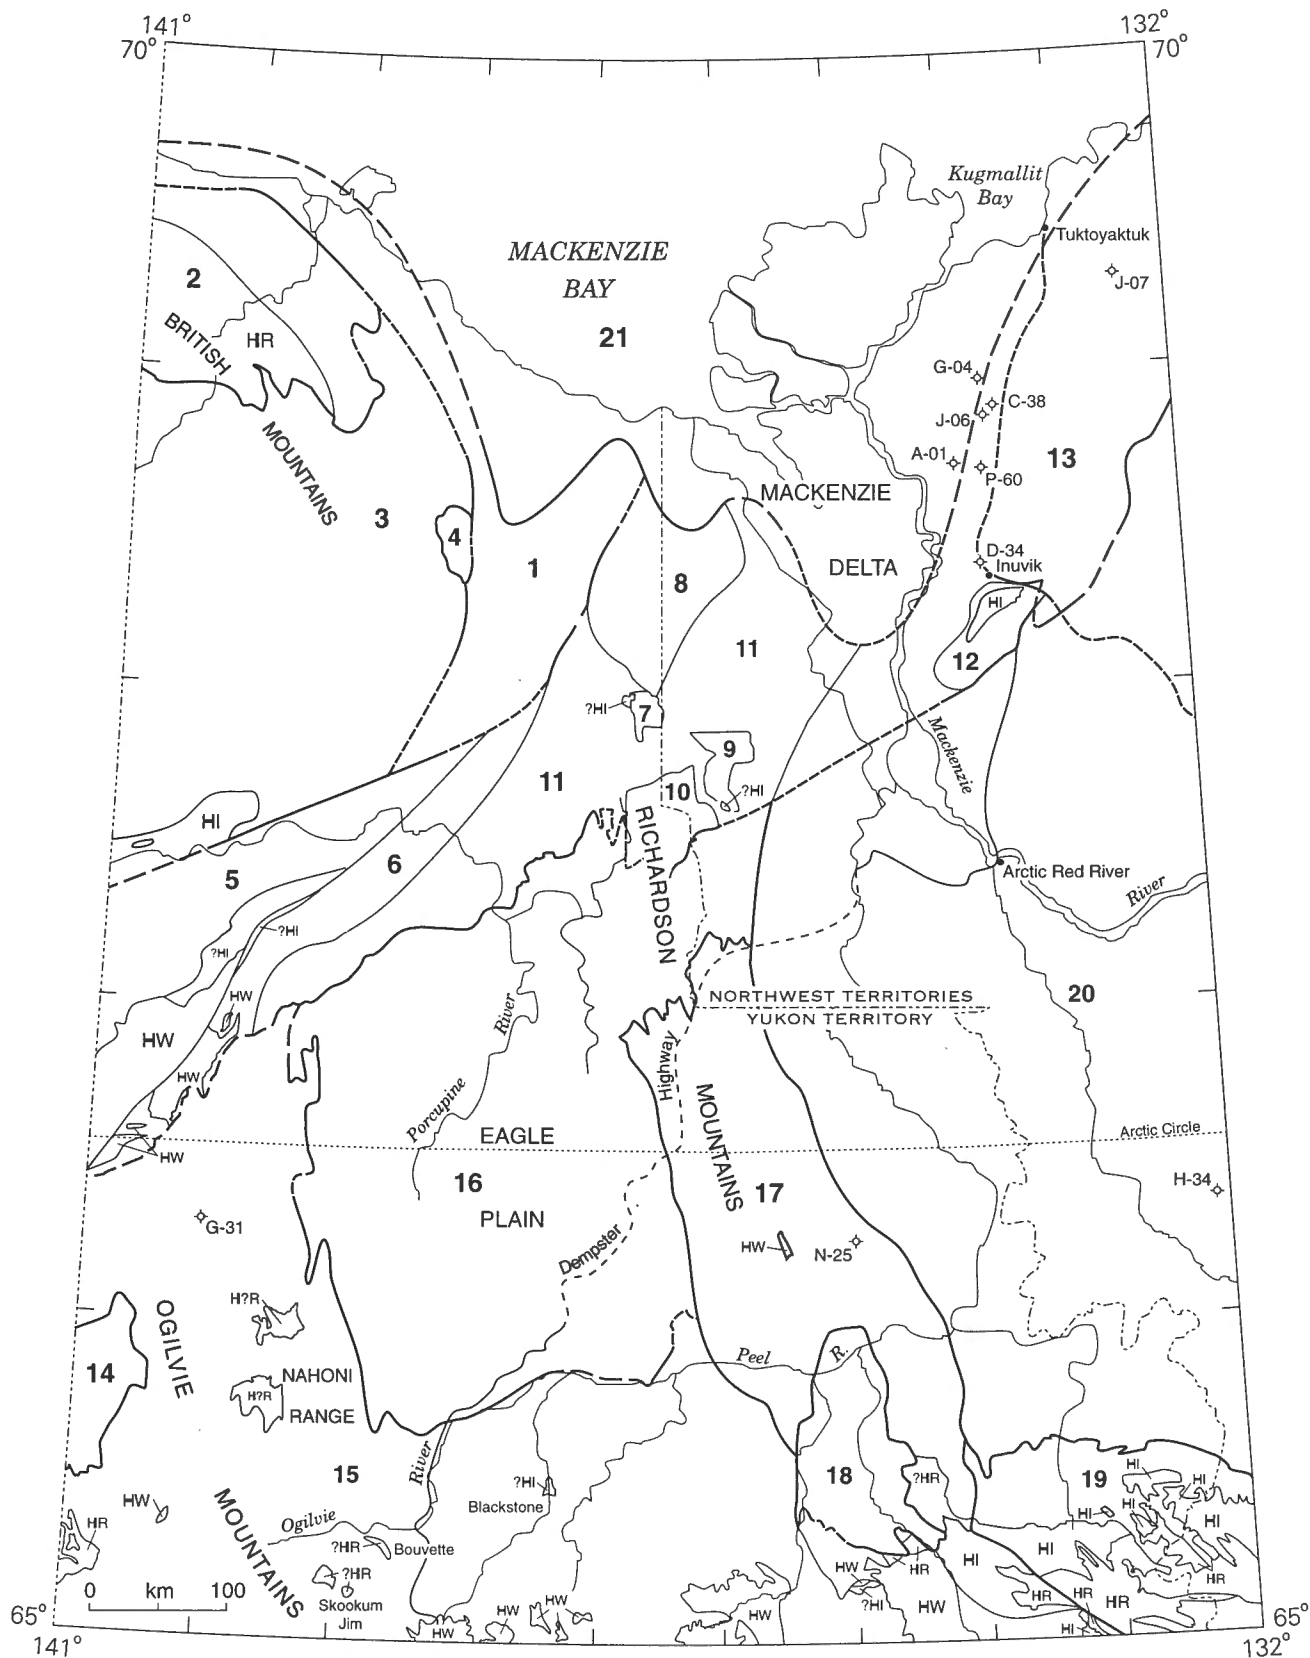 141°
132°
70°
70°
Kugmallit
Bay
Tuktoyaktuk
MACKENZIE
BAY
J-07
2
21
BRITISH
HR
G-04
C-38
J-06
MOUNTAINS
A-01
13
P-60
MACKENZIE
3
4
D-34
Inuvik
1
DELTA
8
HI
11
12
?HI
7
Mackenzie
9
11
10
?HI
HI
RICHARDSON
6
5
Arctic Red River
River
?HI
?HI
HW
20
NORTHWEST TERRITORIES
YUKON TERRITORY
River
HW
Highway
HW
MOUNTAINS
Porcupine
EAGLE
Arctic Circle
HW
16
17
H-34
PLAIN
G-31
HW
N-25
Dempster
H?R
OGILVIE
Peel
R.
14
NAHONI
H?R
RANGE
River
15
18
?HR
19
HI
HI
?HI
Blackstone
HW
HI
HI
HI
MOUNTAINS
Ogilvie
HR
?HR
Bouvette
HI
HI
HW
HR
?HR
HR
0 km 100
Skookum
Jim
?HI
HW
HR
HR
HR
HW
HW
HW
HW
HI
65°
65°
141°
132°